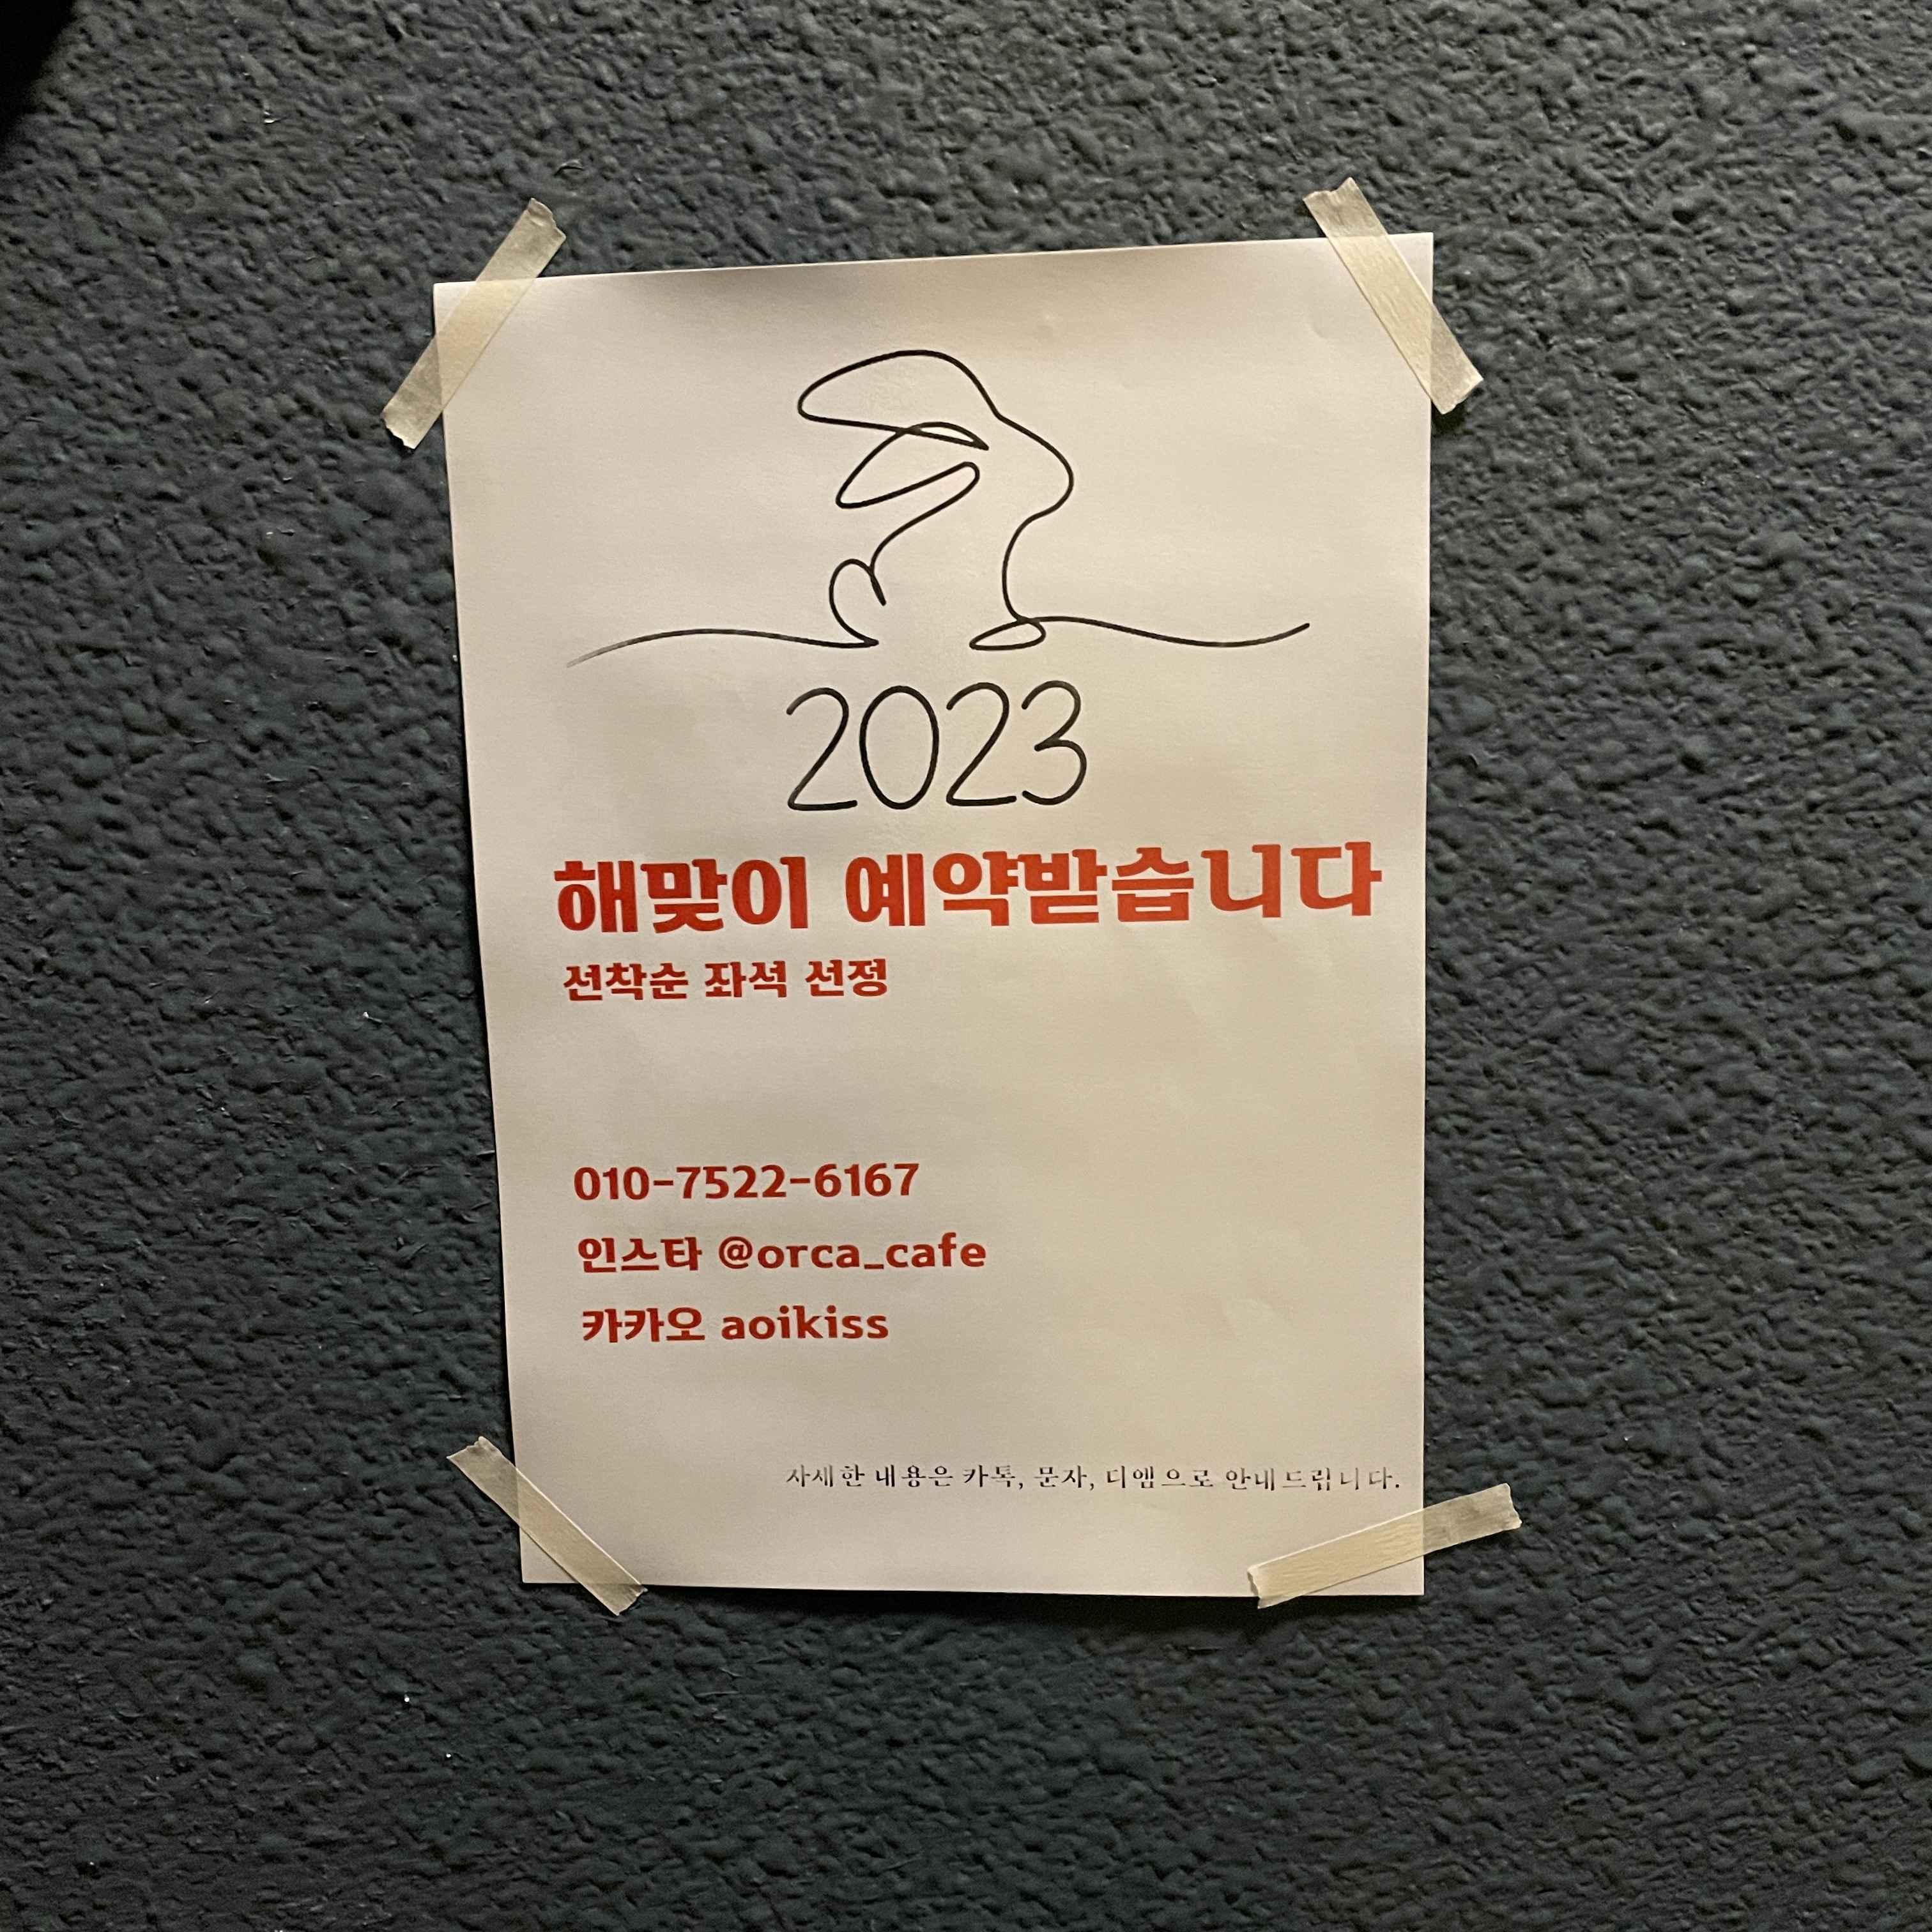 2023
해맞이 예약받습니다
선착순 좌석 선정
010-7522-6167
인스타 @orca_cafe
카카오 aoikiss
자세한 내용은 카톡, 문자, 디엠으로 안내드립니다.